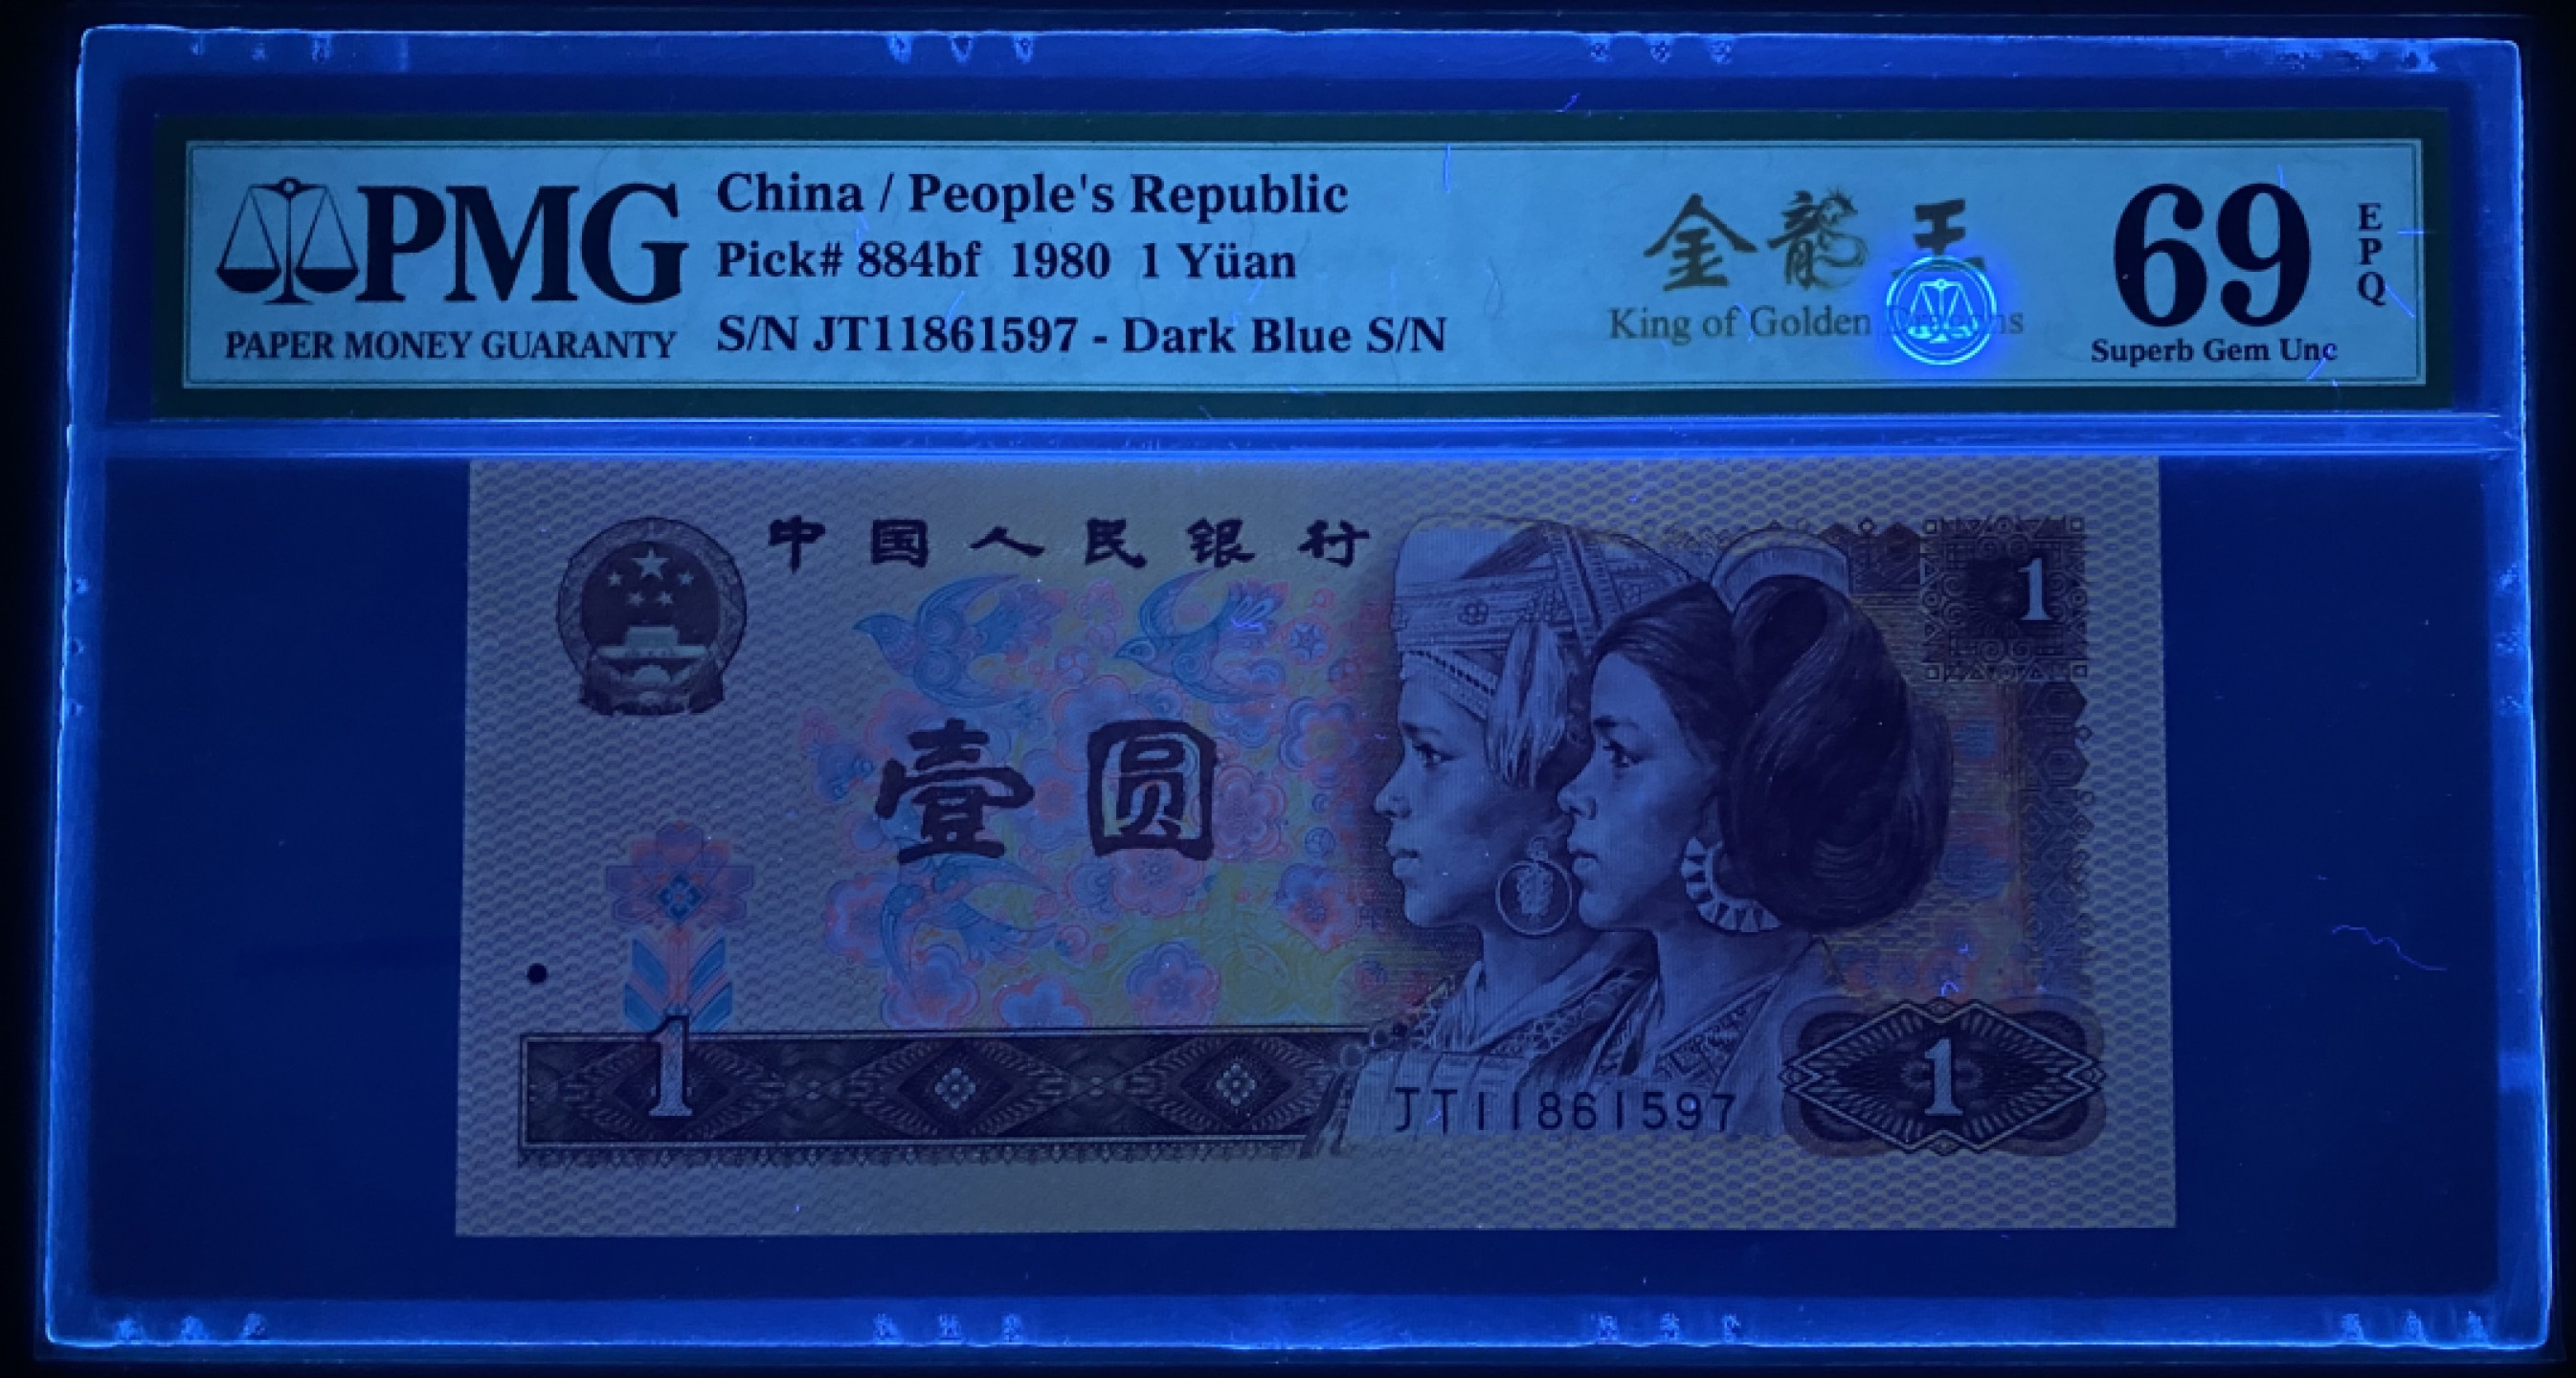 PMG
PAPER MONEY GUARANTY
China / People's Republic
Pick# 884bf 1980 1 Yüan
S/N JT11861597 - Dark Blue S/N
金龍王
King of Golden Dragons
69
EPQ
Superb Gem Unc
中国人民银行
1
壹圆
1
JT11861597
1